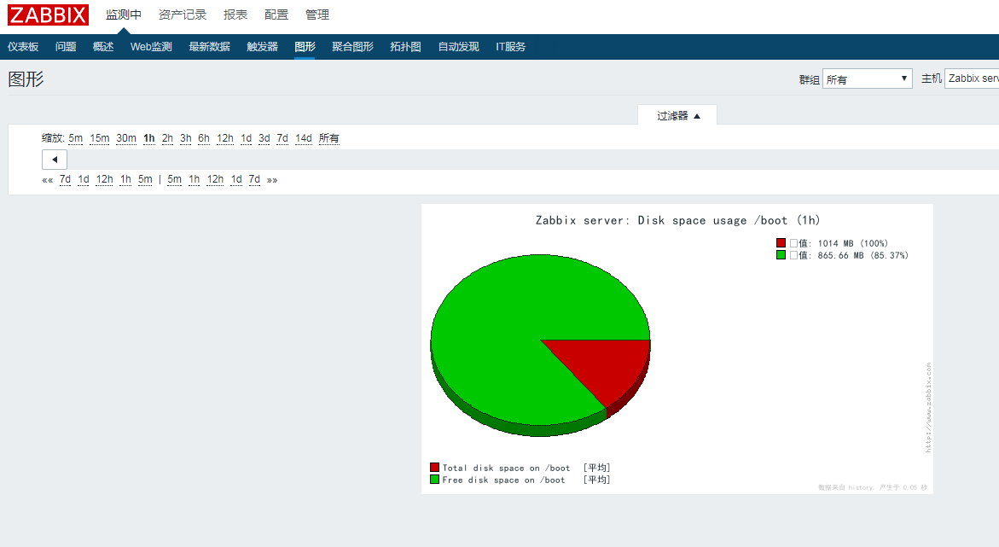 ZABBIX 监测中 资产记录 报表 配置 管理
仪表板 问题 概述 Web监测 最新数据 触发器 图形 聚合图形 拓扑图 自动发现 IT服务
图形 群组 所有 ▼ 主机 Zabbix serv
过滤器 ▲
缩放: 5m 15m 30m 1h 2h 3h 6h 12h 1d 3d 7d 14d 所有
◄
«« 7d 1d 12h 1h 5m | 5m 1h 12h 1d 7d »»
Zabbix server: Disk space usage /boot (1h)
□值: 1014 MB (100%)
□值: 865.66 MB (85.37%)
http://www.zabbix.com
Total disk space on /boot [平均]
Free disk space on /boot [平均]
数据来自 history. 产生于 0.05 秒